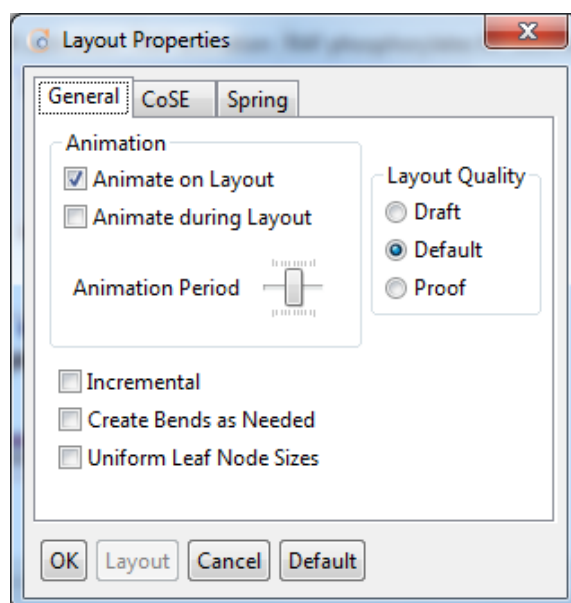 Layout Properties
General CoSE Spring
Animation
Animate on Layout
Animate during Layout
Animation Period
Layout Quality
Draft
Default
Proof
Incremental
Create Bends as Needed
Uniform Leaf Node Sizes
OK Layout Cancel Default